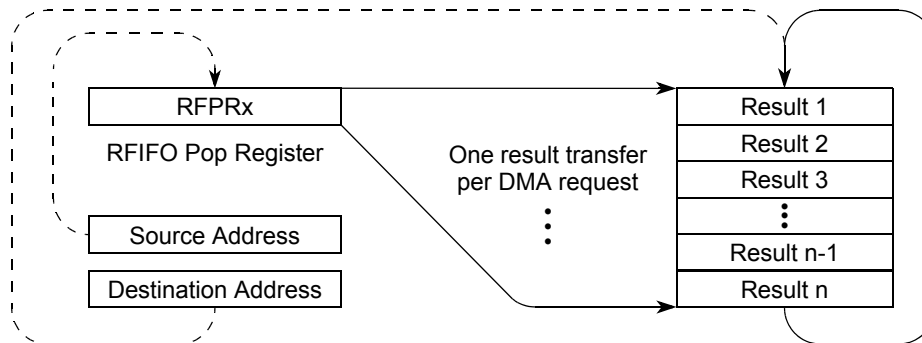 RFPRx
RFIFO Pop Register
Source Address
Destination Address
One result transfer
per DMA request
Result 1
Result 2
Result 3
Result n-1
Result n